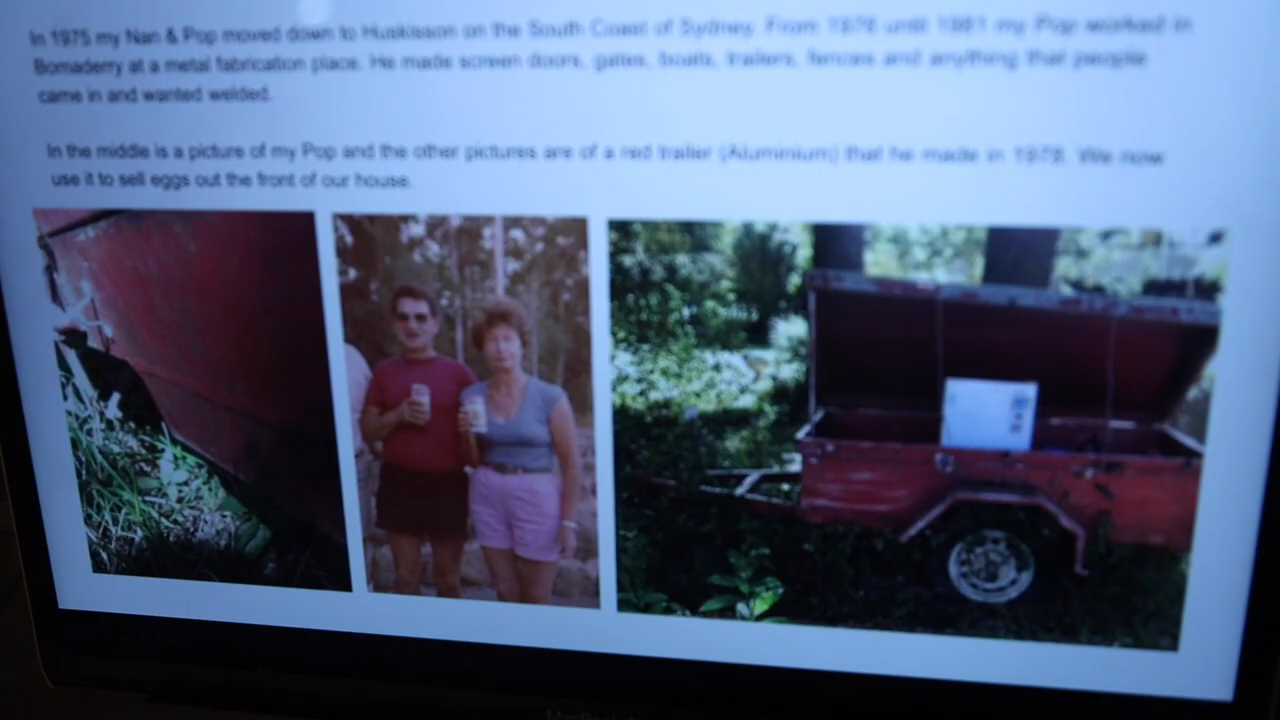 In 1975 my Nan & Pop moved down to Huskisson on the South Coast of Sydney. From 1976 until 1981 my Pop worked in
Bomaderry at a metal fabrication place. He made screen doors, gates, boats, trailers, fences and anything that people
came in and wanted welded.
In the middle is a picture of my Pop and the other pictures are of a red trailer (Aluminium) that he made in 1978. We now
use it to sell eggs out the front of our house.